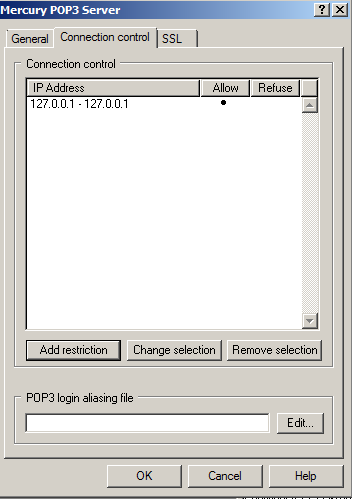 Mercury POP3 Server
General Connection control SSL
Connection control
IP Address Allow Refuse
127.0.0.1 - 127.0.0.1
Add restriction Change selection Remove selection
POP3 login aliasing file
Edit...
OK Cancel Help